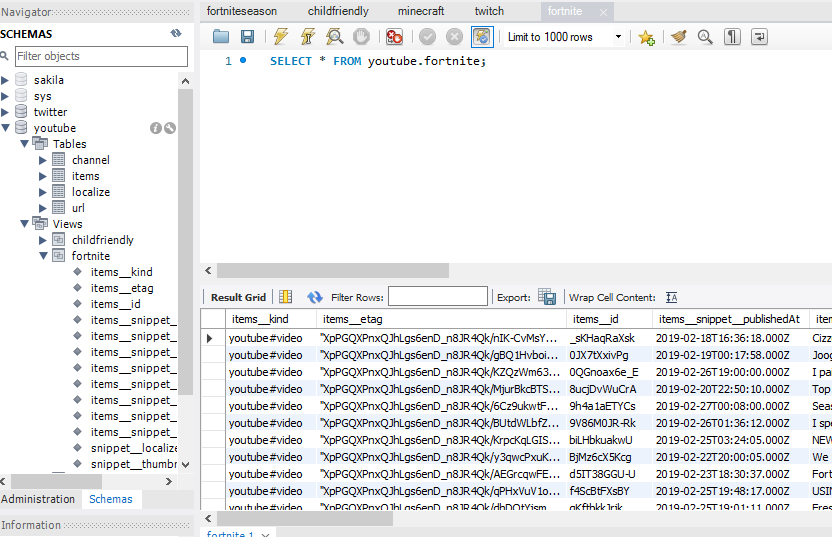 Navigator
SCHEMAS
Filter objects
sakila
sys
twitter
youtube
Tables
channel
items
localize
url
Views
childfriendly
fortnite
items__kind
items__etag
items__id
items__snippet_
items__snippet_
items__snippet_
items__snippet_
items__snippet_
items__snippet_
items__snippet_
items__snippet_
snippet_localize
snippet__thumbn
Administration Schemas
Information
fortniteseason childfriendly minecraft twitch fortnite
Limit to 1000 rows
1 SELECT * FROM youtube.fortnite;
Result Grid Filter Rows: Export: Wrap Cell Content: IA
items__kind items__etag items__id items__snippet__publishedAt item
youtube#video "XpPGQXPnxQJhLgs6enD_n8JR4Qk/nIK-CvMsY... _sKHaqRaXsk 2019-02-18T16:36:18.000Z Cizz
youtube#video "XpPGQXPnxQJhLgs6enD_n8JR4Qk/gBQ1Hvboi... 0JX7tXxivPg 2019-02-19T00:17:58.000Z Joog
youtube#video "XpPGQXPnxQJhLgs6enD_n8JR4Qk/KZQzWm63... 0QGnoax6e_E 2019-02-26T19:00:00.000Z I pa
youtube#video "XpPGQXPnxQJhLgs6enD_n8JR4Qk/MjurBkcBTS... 8ucjDvWuCrA 2019-02-20T22:50:10.000Z Top
youtube#video "XpPGQXPnxQJhLgs6enD_n8JR4Qk/6Cz9ukwtF... 9h4a1aETYCs 2019-02-27T00:08:00.000Z Seas
youtube#video "XpPGQXPnxQJhLgs6enD_n8JR4Qk/BUtdWLbfZ... 9V86M0JR-Rk 2019-02-26T01:36:12.000Z I spe
youtube#video "XpPGQXPnxQJhLgs6enD_n8JR4Qk/KrpcKqLGIS... biLHbkuakwU 2019-02-25T03:24:05.000Z NEW
youtube#video "XpPGQXPnxQJhLgs6enD_n8JR4Qk/y3qwcPxuK... BjMz6cX5Kcg 2019-02-22T20:00:05.000Z We
youtube#video "XpPGQXPnxQJhLgs6enD_n8JR4Qk/AEGrcqwFE... d5IT38GGU-U 2019-02-23T18:30:37.000Z Fort
youtube#video "XpPGQXPnxQJhLgs6enD_n8JR4Qk/qPHxVuV1o... f4ScBtFXsBY 2019-02-25T19:48:17.000Z USIN
youtube#video "XpPGQXPnxQJhLgs6enD_n8JR4Qk/dhDQtYjsm... gKfthkkJrik 2019-02-25T19:01:11.000Z Fres
fortnite 1